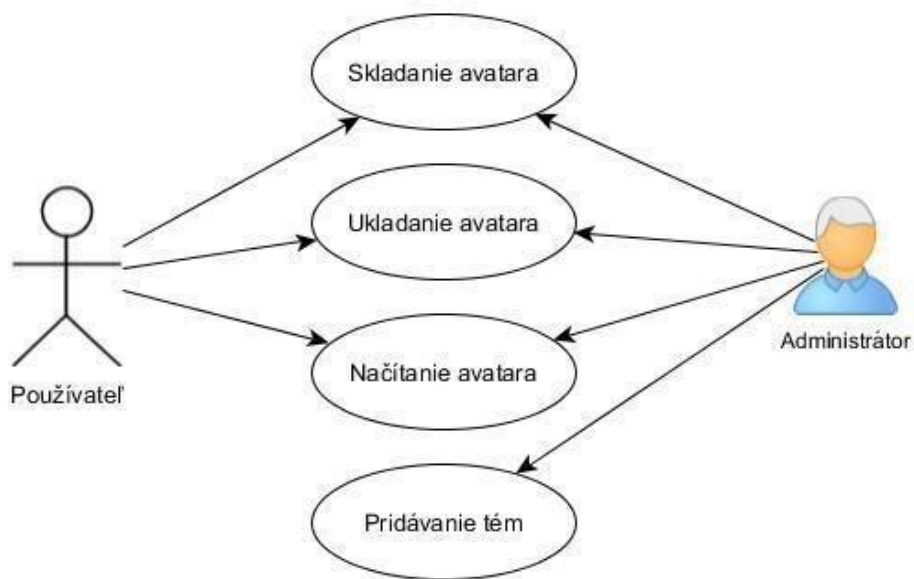 Skladanie avatara
Ukladanie avatara
Načítanie avatara
Pridávanie tém
Používateľ
Administrátor